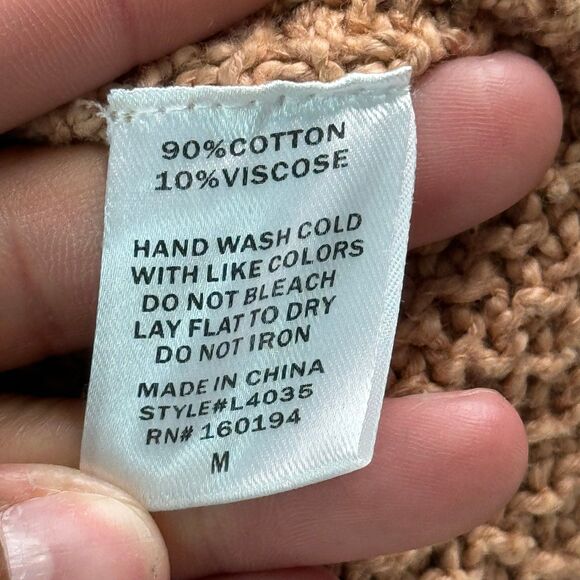 90%COTTON
10%VISCOSE
HAND WASH COLD
WITH LIKE COLORS
DO NOT BLEACH
LAY FLAT TO DRY
DO NOT IRON
MADE IN CHINA
STYLE#L4035
RN# 160194
M